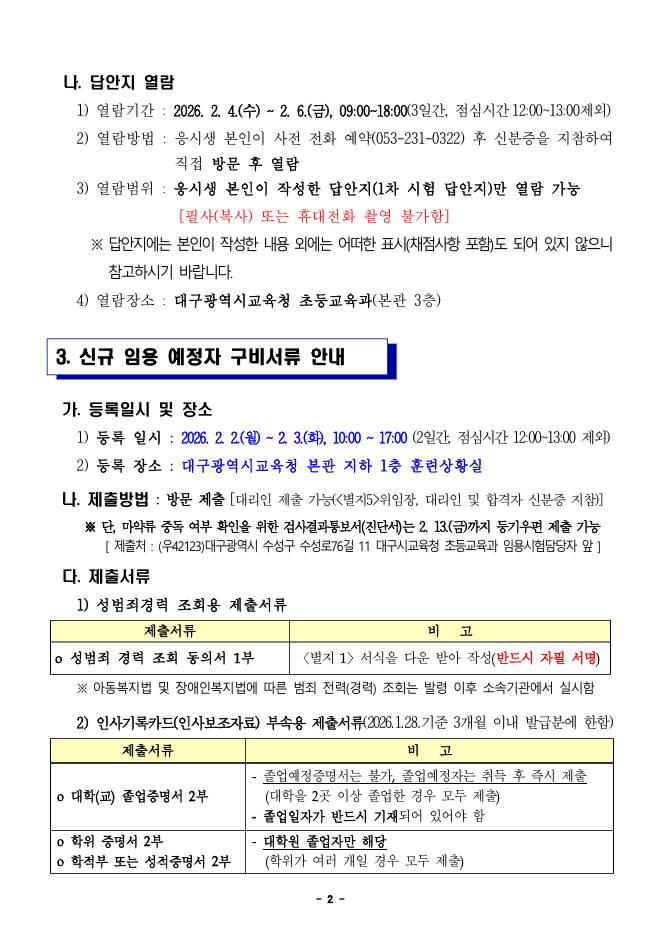 나. 답안지 열람
1) 열람기간 : 2026. 2. 4.(수) ~ 2. 6.(금), 09:00~18:00(3일간, 점심시간 12:00~13:00제외)
2) 열람방법 : 응시생 본인이 사전 전화 예약(053-231-0322) 후 신분증을 지참하여
직접 방문 후 열람
3) 열람범위 : 응시생 본인이 작성한 답안지(1차 시험 답안지)만 열람 가능
[필사(복사) 또는 휴대전화 촬영 불가함]
※ 답안지에는 본인이 작성한 내용 외에는 어떠한 표시(채점사항 포함)도 되어 있지 않으니
참고하시기 바랍니다.
4) 열람장소 : 대구광역시교육청 초등교육과(본관 3층)
3. 신규 임용 예정자 구비서류 안내
가. 등록일시 및 장소
1) 등록 일시 : 2026. 2. 2.(월) ~ 2. 3.(화), 10:00 ~ 17:00 (2일간, 점심시간 12:00~13:00 제외)
2) 등록 장소 : 대구광역시교육청 본관 지하 1층 훈련상황실
나. 제출방법 : 방문 제출 [대리인 제출 가능(<별지5>위임장, 대리인 및 합격자 신분증 지참)]
※ 단, 마약류 중독 여부 확인을 위한 검사결과통보서(진단서)는 2. 13.(금)까지 등기우편 제출 가능
[ 제출처 : (우42123)대구광역시 수성구 수성로76길 11 대구시교육청 초등교육과 임용시험담당자 앞 ]
다. 제출서류
1) 성범죄경력 조회용 제출서류
제출서류 비 고
o 성범죄 경력 조회 동의서 1부 〈별지 1〉 서식을 다운 받아 작성(반드시 자필 서명)
※ 아동복지법 및 장애인복지법에 따른 범죄 전력(경력) 조회는 발령 이후 소속기관에서 실시함
2) 인사기록카드(인사보조자료) 부속용 제출서류(2026.1.28.기준 3개월 이내 발급분에 한함)
제출서류 비 고
o 대학(교) 졸업증명서 2부
- 졸업예정증명서는 불가, 졸업예정자는 취득 후 즉시 제출
(대학을 2곳 이상 졸업한 경우 모두 제출)
- 졸업일자가 반드시 기재되어 있어야 함
o 학위 증명서 2부
o 학적부 또는 성적증명서 2부
- 대학원 졸업자만 해당
(학위가 여러 개일 경우 모두 제출)
- 2 -